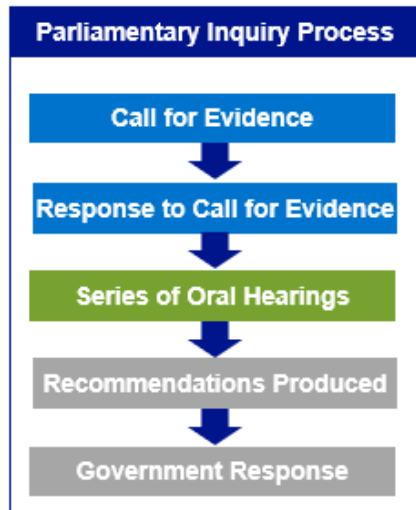 Parliamentary Inquiry Process
Call for Evidence
Response to Call for Evidence
Series of Oral Hearings
Recommendations Produced
Government Response